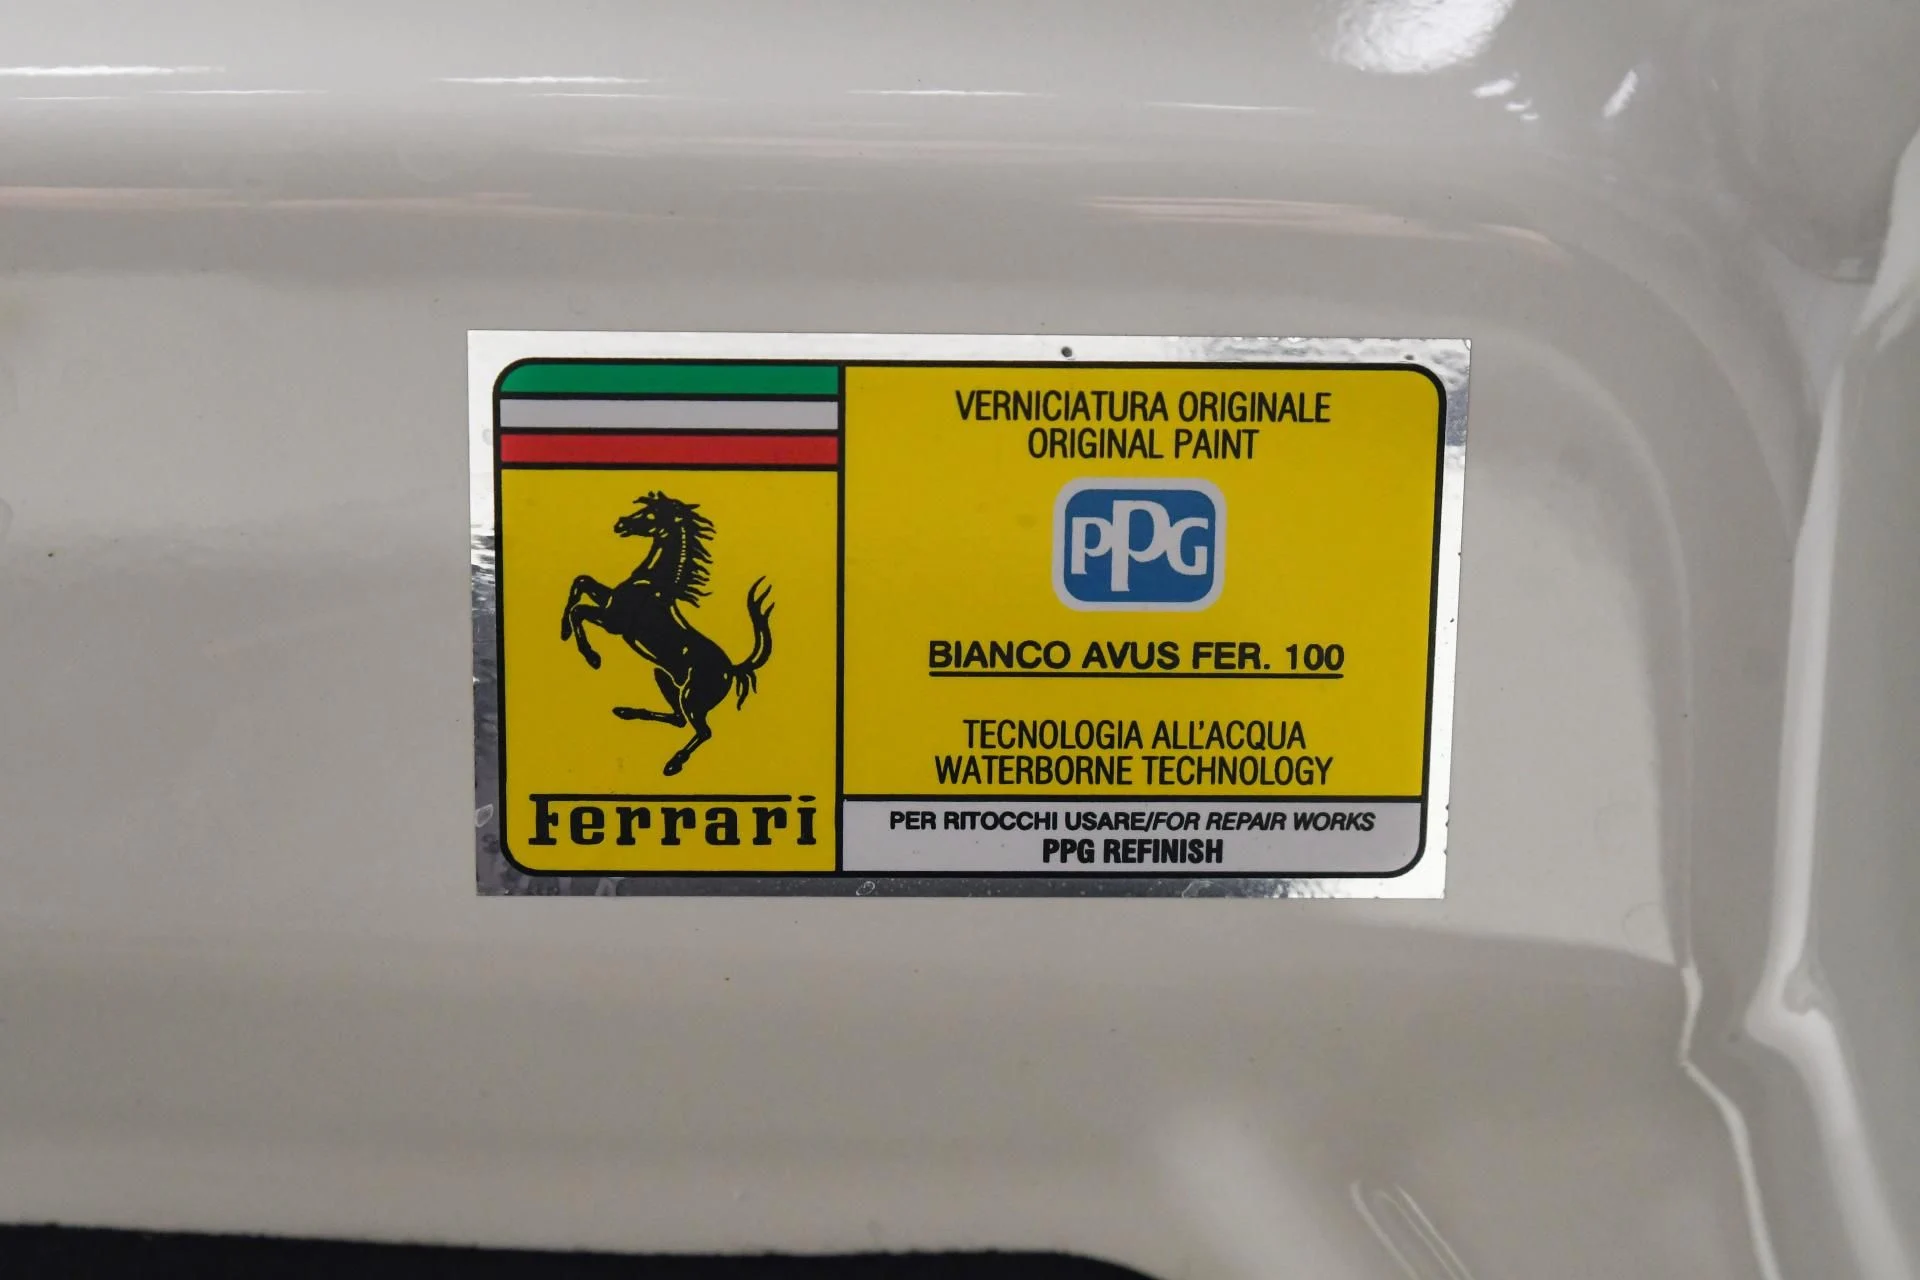 Ferrari
VERNICIATURA ORIGINALE
ORIGINAL PAINT
PPG
BIANCO AVUS FER. 100
TECNOLOGIA ALL'ACQUA
WATERBORNE TECHNOLOGY
PER RITOCCHI USARE/FOR REPAIR WORKS
PPG REFINISH